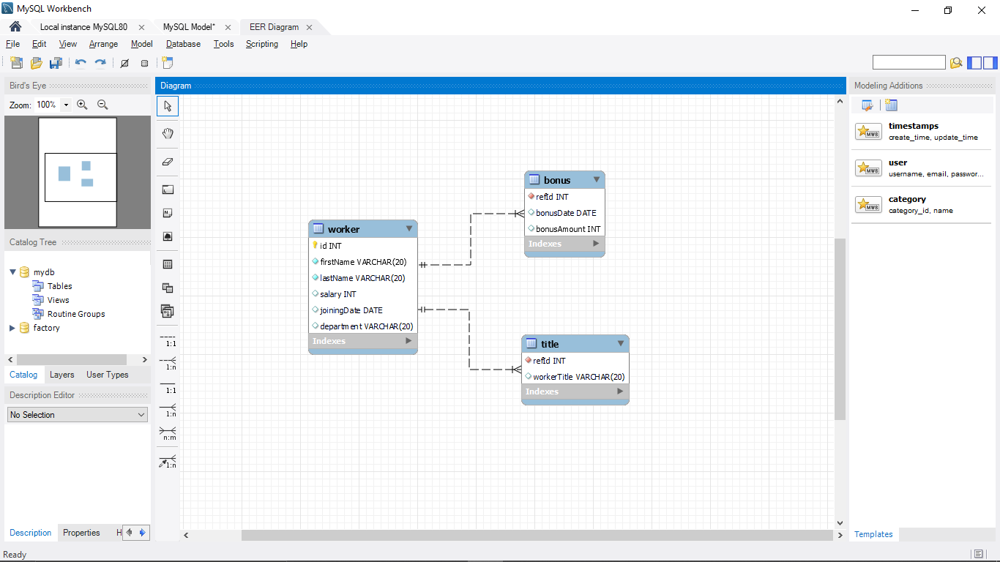 MySQL Workbench
Local instance MySQL80
MySQL Model*
EER Diagram
File Edit View Arrange Model Database Tools Scripting Help
Bird's Eye
Zoom: 100%
Catalog Tree
mydb
Tables
Views
Routine Groups
factory
Catalog Layers User Types
Description Editor
No Selection
Description Properties H
Ready
Diagram
1:1
1:n
1:1
1:n
n:m
1:n
worker
id INT
firstName VARCHAR(20)
lastName VARCHAR(20)
salary INT
joiningDate DATE
department VARCHAR(20)
Indexes
bonus
refId INT
bonusDate DATE
bonusAmount INT
Indexes
title
refId INT
workerTitle VARCHAR(20)
Indexes
Modeling Additions
MWB
timestamps
create_time, update_time
MWB
user
username, email, passwor...
MWB
category
category_id, name
Templates